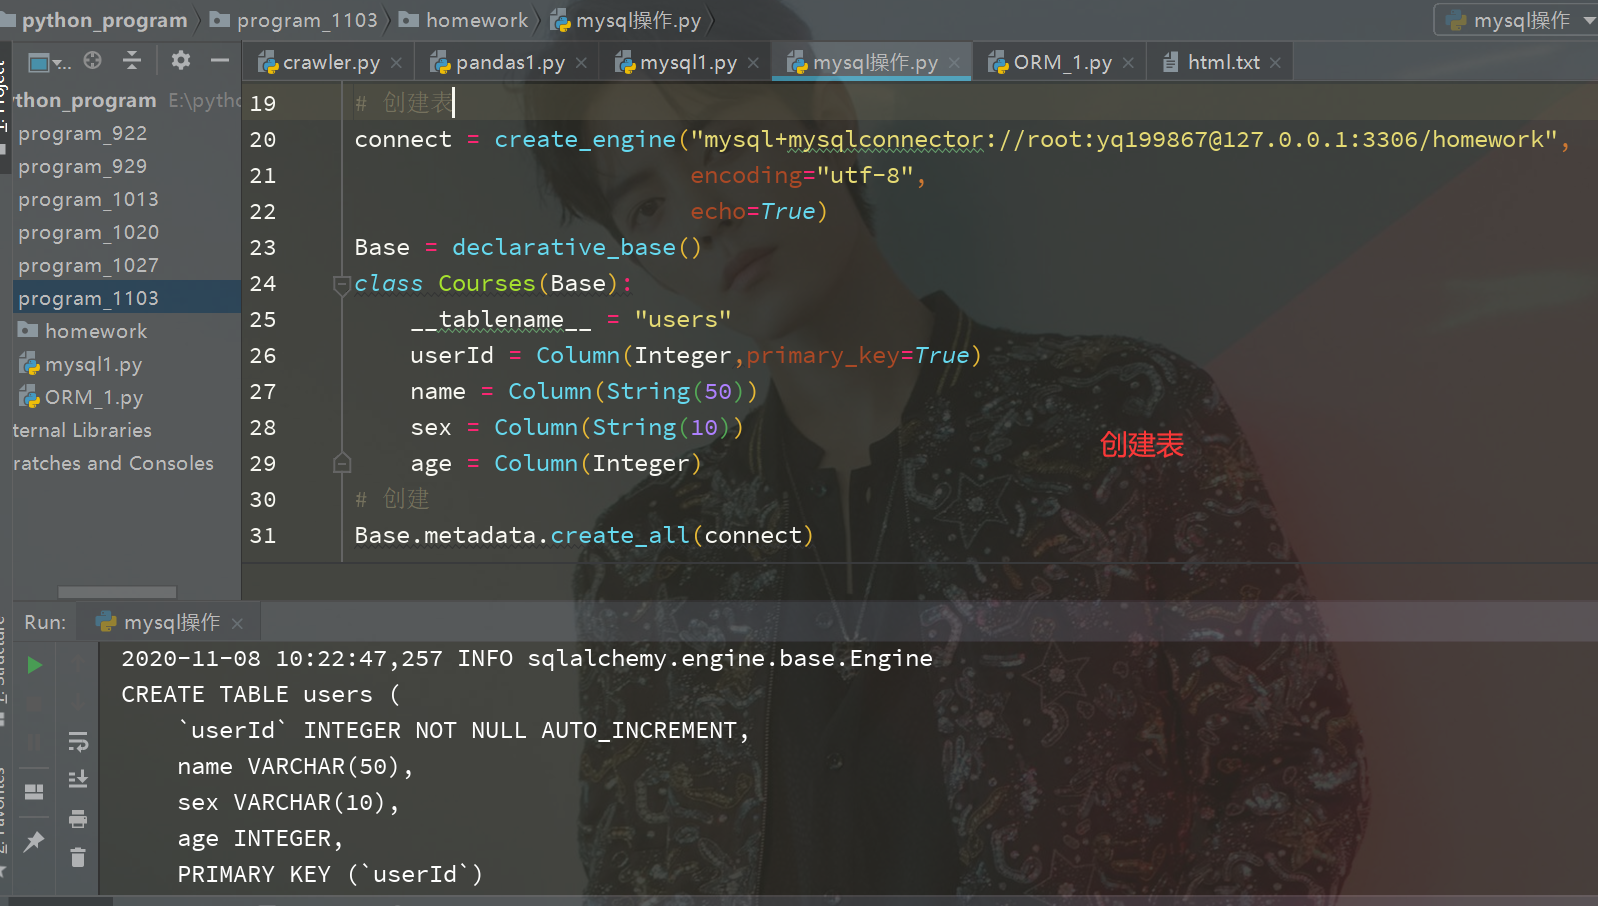 python_program program_1103 homework mysql操作.py mysql操作
crawler.py pandas1.py mysql1.py mysql操作.py ORM_1.py html.txt
1: Project
thon_program E:\pytho
program_922
program_929
program_1013
program_1020
program_1027
program_1103
homework
mysql1.py
ORM_1.py
ternal Libraries
ratches and Consoles
19 # 创建表
20 connect = create_engine("mysql+mysqlconnector://root:yq199867@127.0.0.1:3306/homework",
21 encoding="utf-8",
22 echo=True)
23 Base = declarative_base()
24 class Courses(Base):
25 __tablename__ = "users"
26 userId = Column(Integer,primary_key=True)
27 name = Column(String(50))
28 sex = Column(String(10))
29 age = Column(Integer)
30 # 创建
31 Base.metadata.create_all(connect)
创建表
Run: mysql操作
2020-11-08 10:22:47,257 INFO sqlalchemy.engine.base.Engine
CREATE TABLE users (
`userId` INTEGER NOT NULL AUTO_INCREMENT,
name VARCHAR(50),
sex VARCHAR(10),
age INTEGER,
PRIMARY KEY (`userId`)
2: Favorites